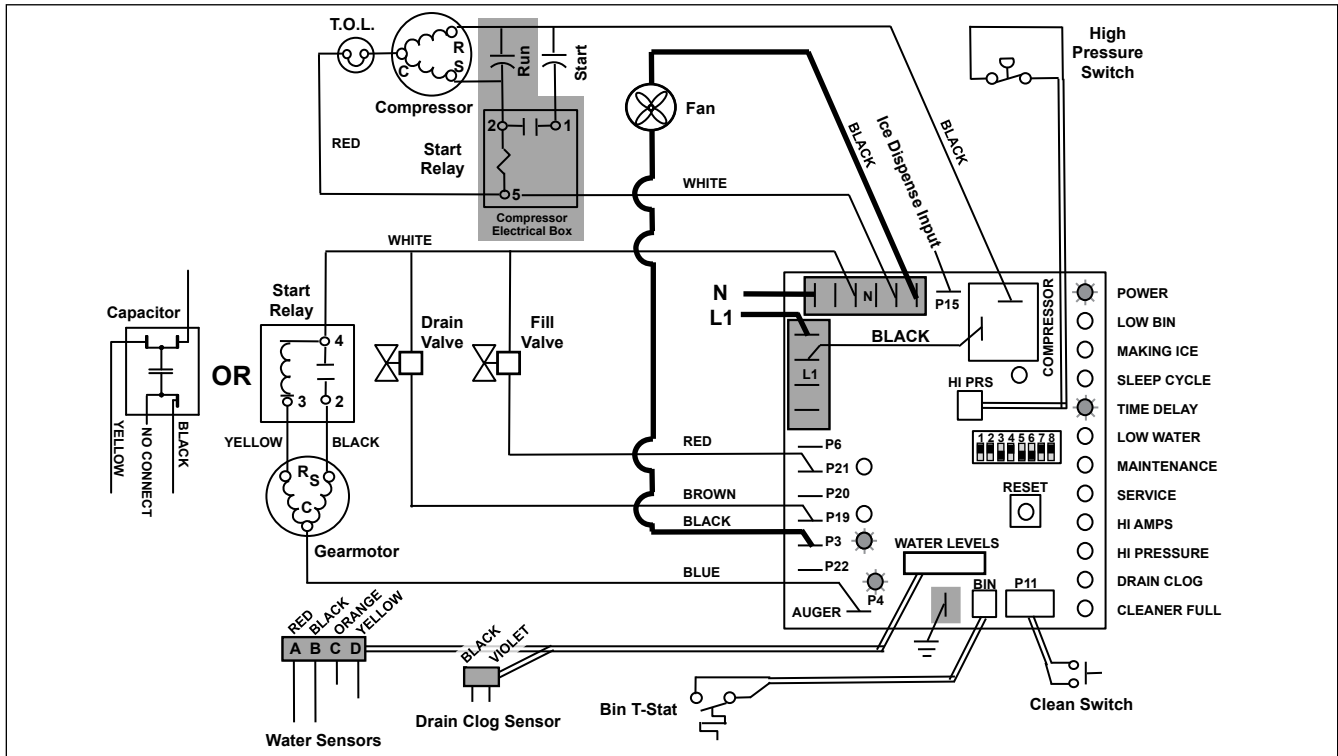 T.O.L.
R
S
C
Compressor
Run
Start
2
1
5
Start
Relay
Compressor
Electrical Box
RED
Fan
BLACK
Ice Dispense Input
BLACK
High
Pressure
Switch
WHITE
WHITE
Capacitor
YELLOW
NO CONNECT
BLACK
OR
Start
Relay
4
3
2
YELLOW
BLACK
R
S
C
Gearmotor
Drain
Valve
Fill
Valve
N
L1
N
P15
BLACK
L1
COMPRESSOR
HI PRS
POWER
LOW BIN
MAKING ICE
SLEEP CYCLE
TIME DELAY
LOW WATER
MAINTENANCE
SERVICE
HI AMPS
HI PRESSURE
DRAIN CLOG
CLEANER FULL
1 2 3 4 5 6 7 8
RESET
RED
P6
P21
P20
BROWN
P19
BLACK
P3
P22
BLUE
P4
AUGER
WATER LEVELS
BIN
P11
RED
BLACK
ORANGE
YELLOW
A B C D
Water Sensors
BLACK
VIOLET
Drain Clog Sensor
Bin T-Stat
Clean Switch